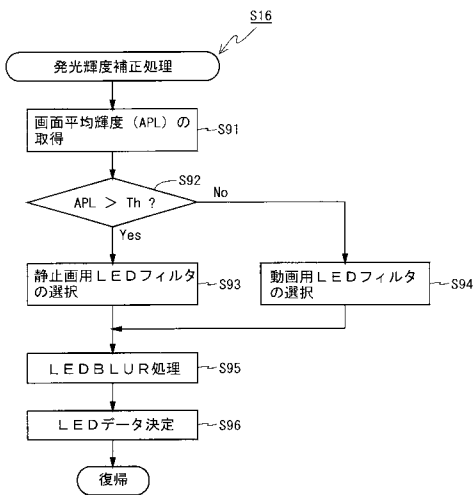 S16
発光輝度補正処理
画面平均輝度（APL）の
取得
S91
S92
APL ＞ Th ?
No
Yes
静止画用ＬＥＤフィルタ
の選択
S93
動画用ＬＥＤフィルタ
の選択
S94
ＬＥＤＢＬＵＲ処理
S95
ＬＥＤデータ決定
S96
復帰